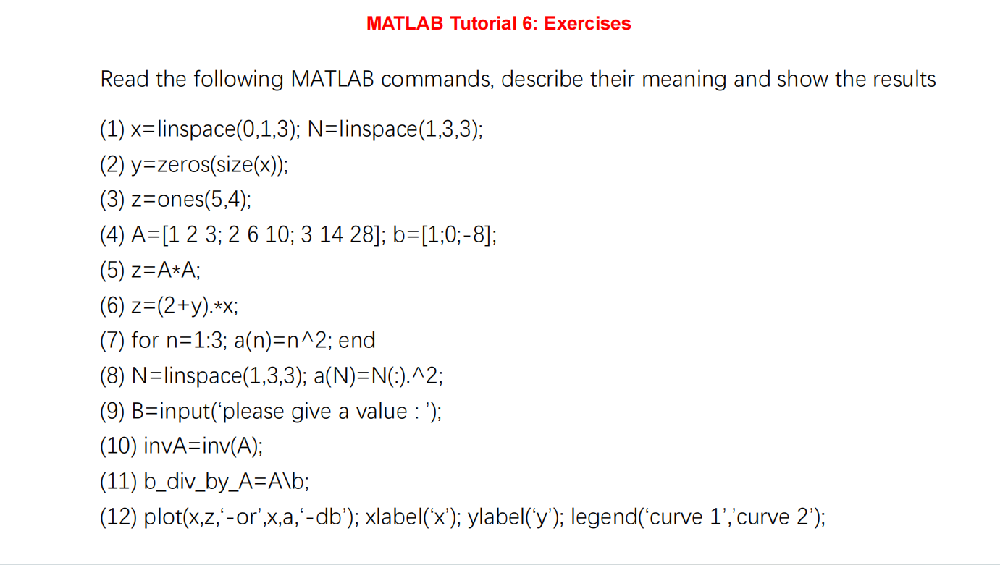 MATLAB Tutorial 6: Exercises
Read the following MATLAB commands, describe their meaning and show the results
(1) x=linspace(0,1,3); N=linspace(1,3,3);
(2) y=zeros(size(x));
(3) z=ones(5,4);
(4) A=[1 2 3; 2 6 10; 3 14 28]; b=[1;0;-8];
(5) z=A*A;
(6) z=(2+y).*x;
(7) for n=1:3; a(n)=n^2; end
(8) N=linspace(1,3,3); a(N)=N(:).^2;
(9) B=input(‘please give a value : ’);
(10) invA=inv(A);
(11) b_div_by_A=A\b;
(12) plot(x,z,‘-or’,x,a,‘-db’); xlabel(‘x’); ylabel(‘y’); legend(‘curve 1’,’curve 2’);